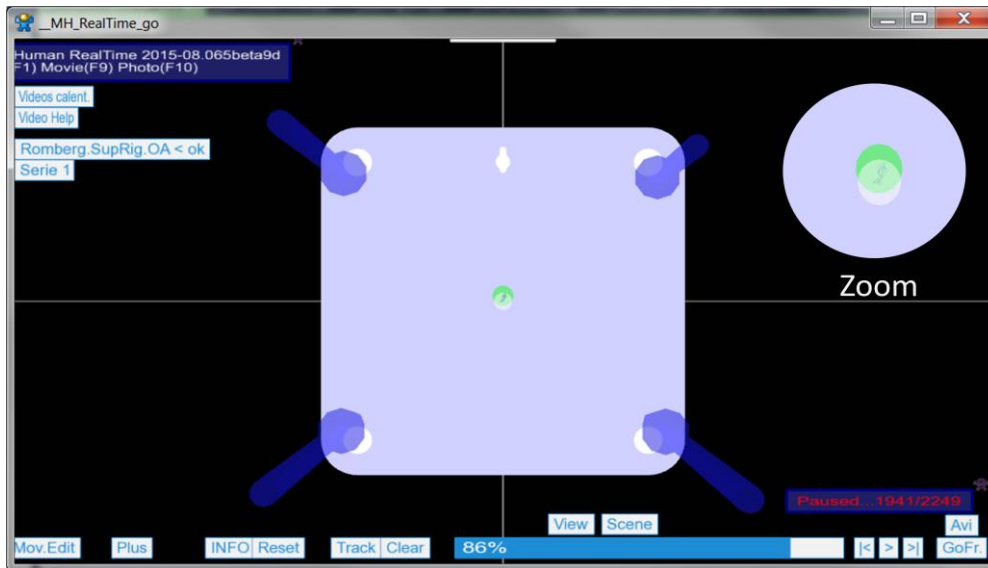 __MH_RealTime_go
Human RealTime 2015-08.065beta9d
F1) Movie(F9) Photo(F10)
Videos calent.
Video Help
Romberg.SupRig.OA < ok
Serie 1
Zoom
Paused...1941/2249
View Scene Avi
Mov.Edit Plus INFO Reset Track Clear 86% |< > >| GoFr.